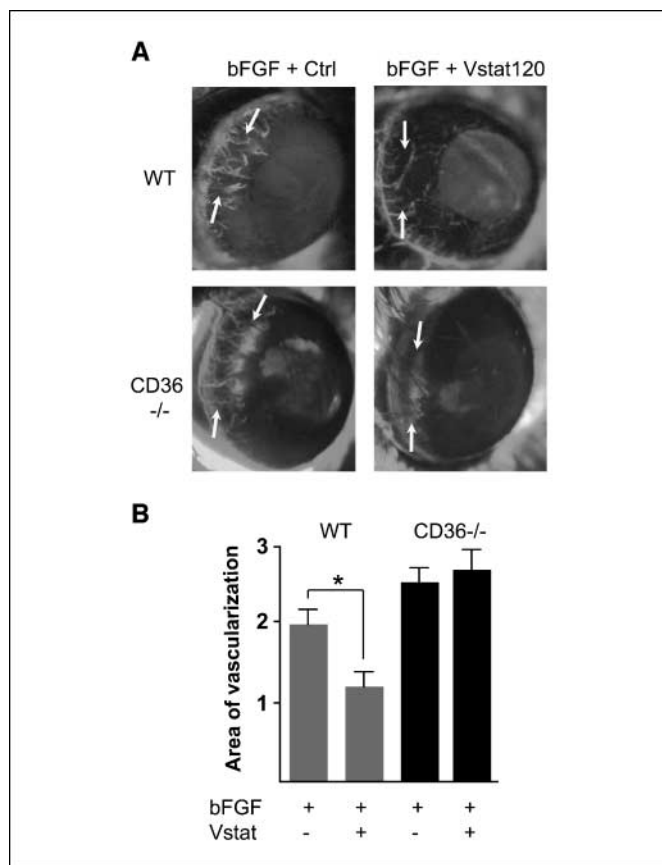 A
bFGF + Ctrl
bFGF + Vstat120
WT
CD36
-/-
B
WT
CD36-/-
Area of vascularization
3
2
1
*
bFGF + + + +
Vstat - + - +